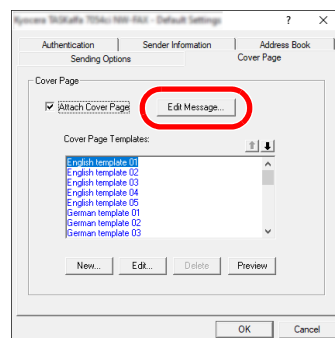 Kyocera TASKalfa 7054ci NW-FAX - Default Settings
?
Authentication Sender Information Address Book
Sending Options Cover Page
Cover Page
Attach Cover Page Edit Message...
Cover Page Templates:
English template 01
English template 02
English template 03
English template 04
English template 05
German template 01
German template 02
German template 03
New... Edit... Delete Preview
OK Cancel